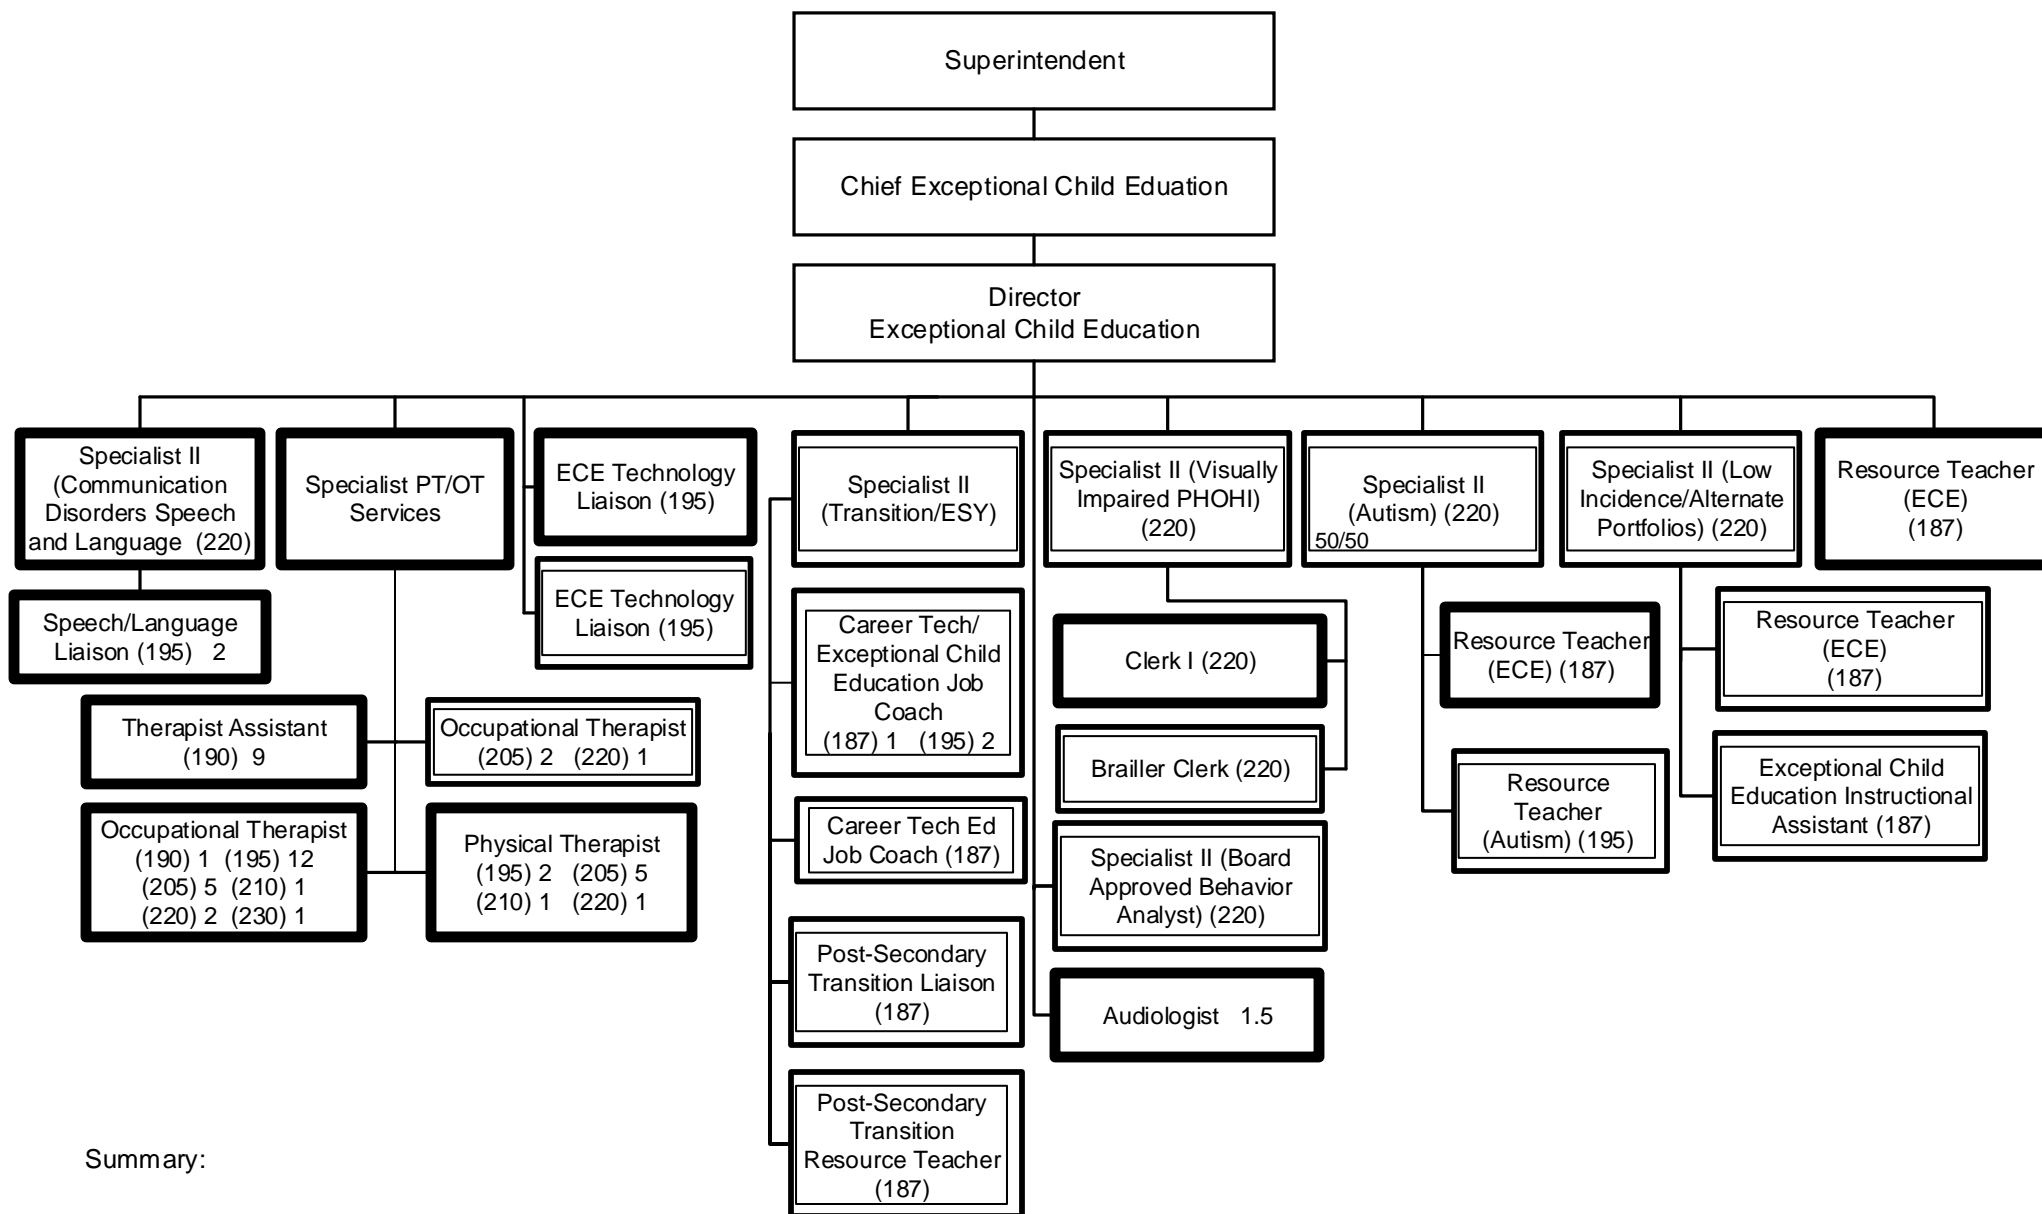 Superintendent
Chief Exceptional Child Eduation
Director
Exceptional Child Education
Specialist II
(Communication
Disorders Speech
and Language (220)
Specialist PT/OT
Services
ECE Technology
Liaison (195)
Specialist II
(Transition/ESY)
Specialist II (Visually
Impaired PHOHI)
(220)
Specialist II
(Autism) (220)
50/50
Specialist II (Low
Incidence/Alternate
Portfolios) (220)
Resource Teacher
(ECE)
(187)
Speech/Language
Liaison (195) 2
ECE Technology
Liaison (195)
Career Tech/
Exceptional Child
Education Job
Coach
(187) 1 (195) 2
Clerk I (220)
Resource Teacher
(ECE) (187)
Resource Teacher
(ECE)
(187)
Therapist Assistant
(190) 9
Occupational Therapist
(205) 2 (220) 1
Brailler Clerk (220)
Resource
Teacher
(Autism) (195)
Exceptional Child
Education Instructional
Assistant (187)
Occupational Therapist
(190) 1 (195) 12
(205) 5 (210) 1
(220) 2 (230) 1
Physical Therapist
(195) 2 (205) 5
(210) 1 (220) 1
Career Tech Ed
Job Coach (187)
Specialist II (Board
Approved Behavior
Analyst) (220)
Post-Secondary
Transition Liaison
(187)
Audiologist 1.5
Post-Secondary
Transition
Resource Teacher
(187)
Summary: